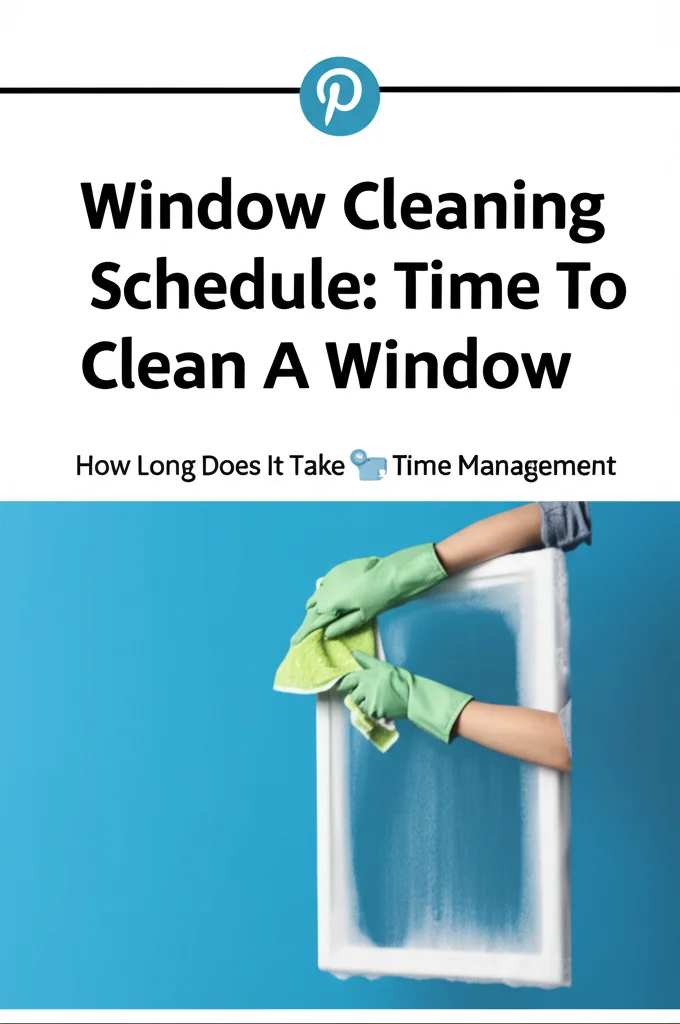 Window Cleaning
Schedule: Time To
Clean A Window
How Long Does It Take Time Management